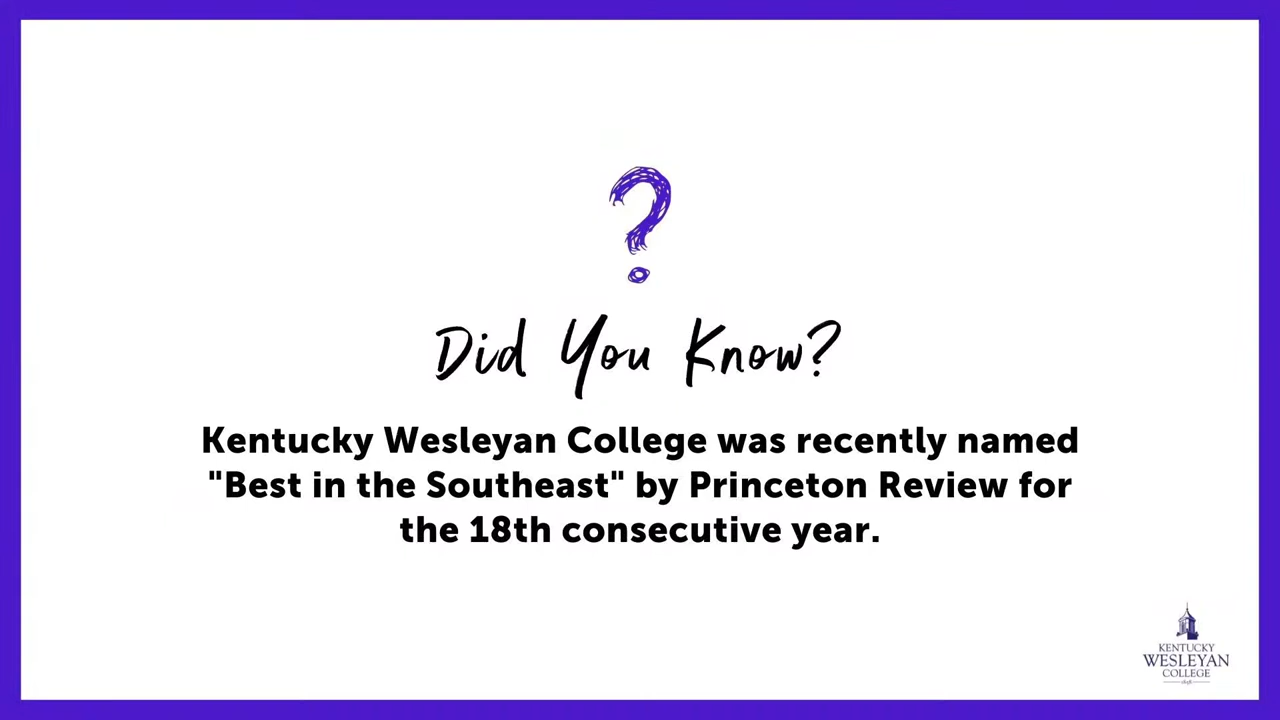 ?
Did You Know?
Kentucky Wesleyan College was recently named
"Best in the Southeast" by Princeton Review for
the 18th consecutive year.
KENTUCKY
WESLEYAN
COLLEGE